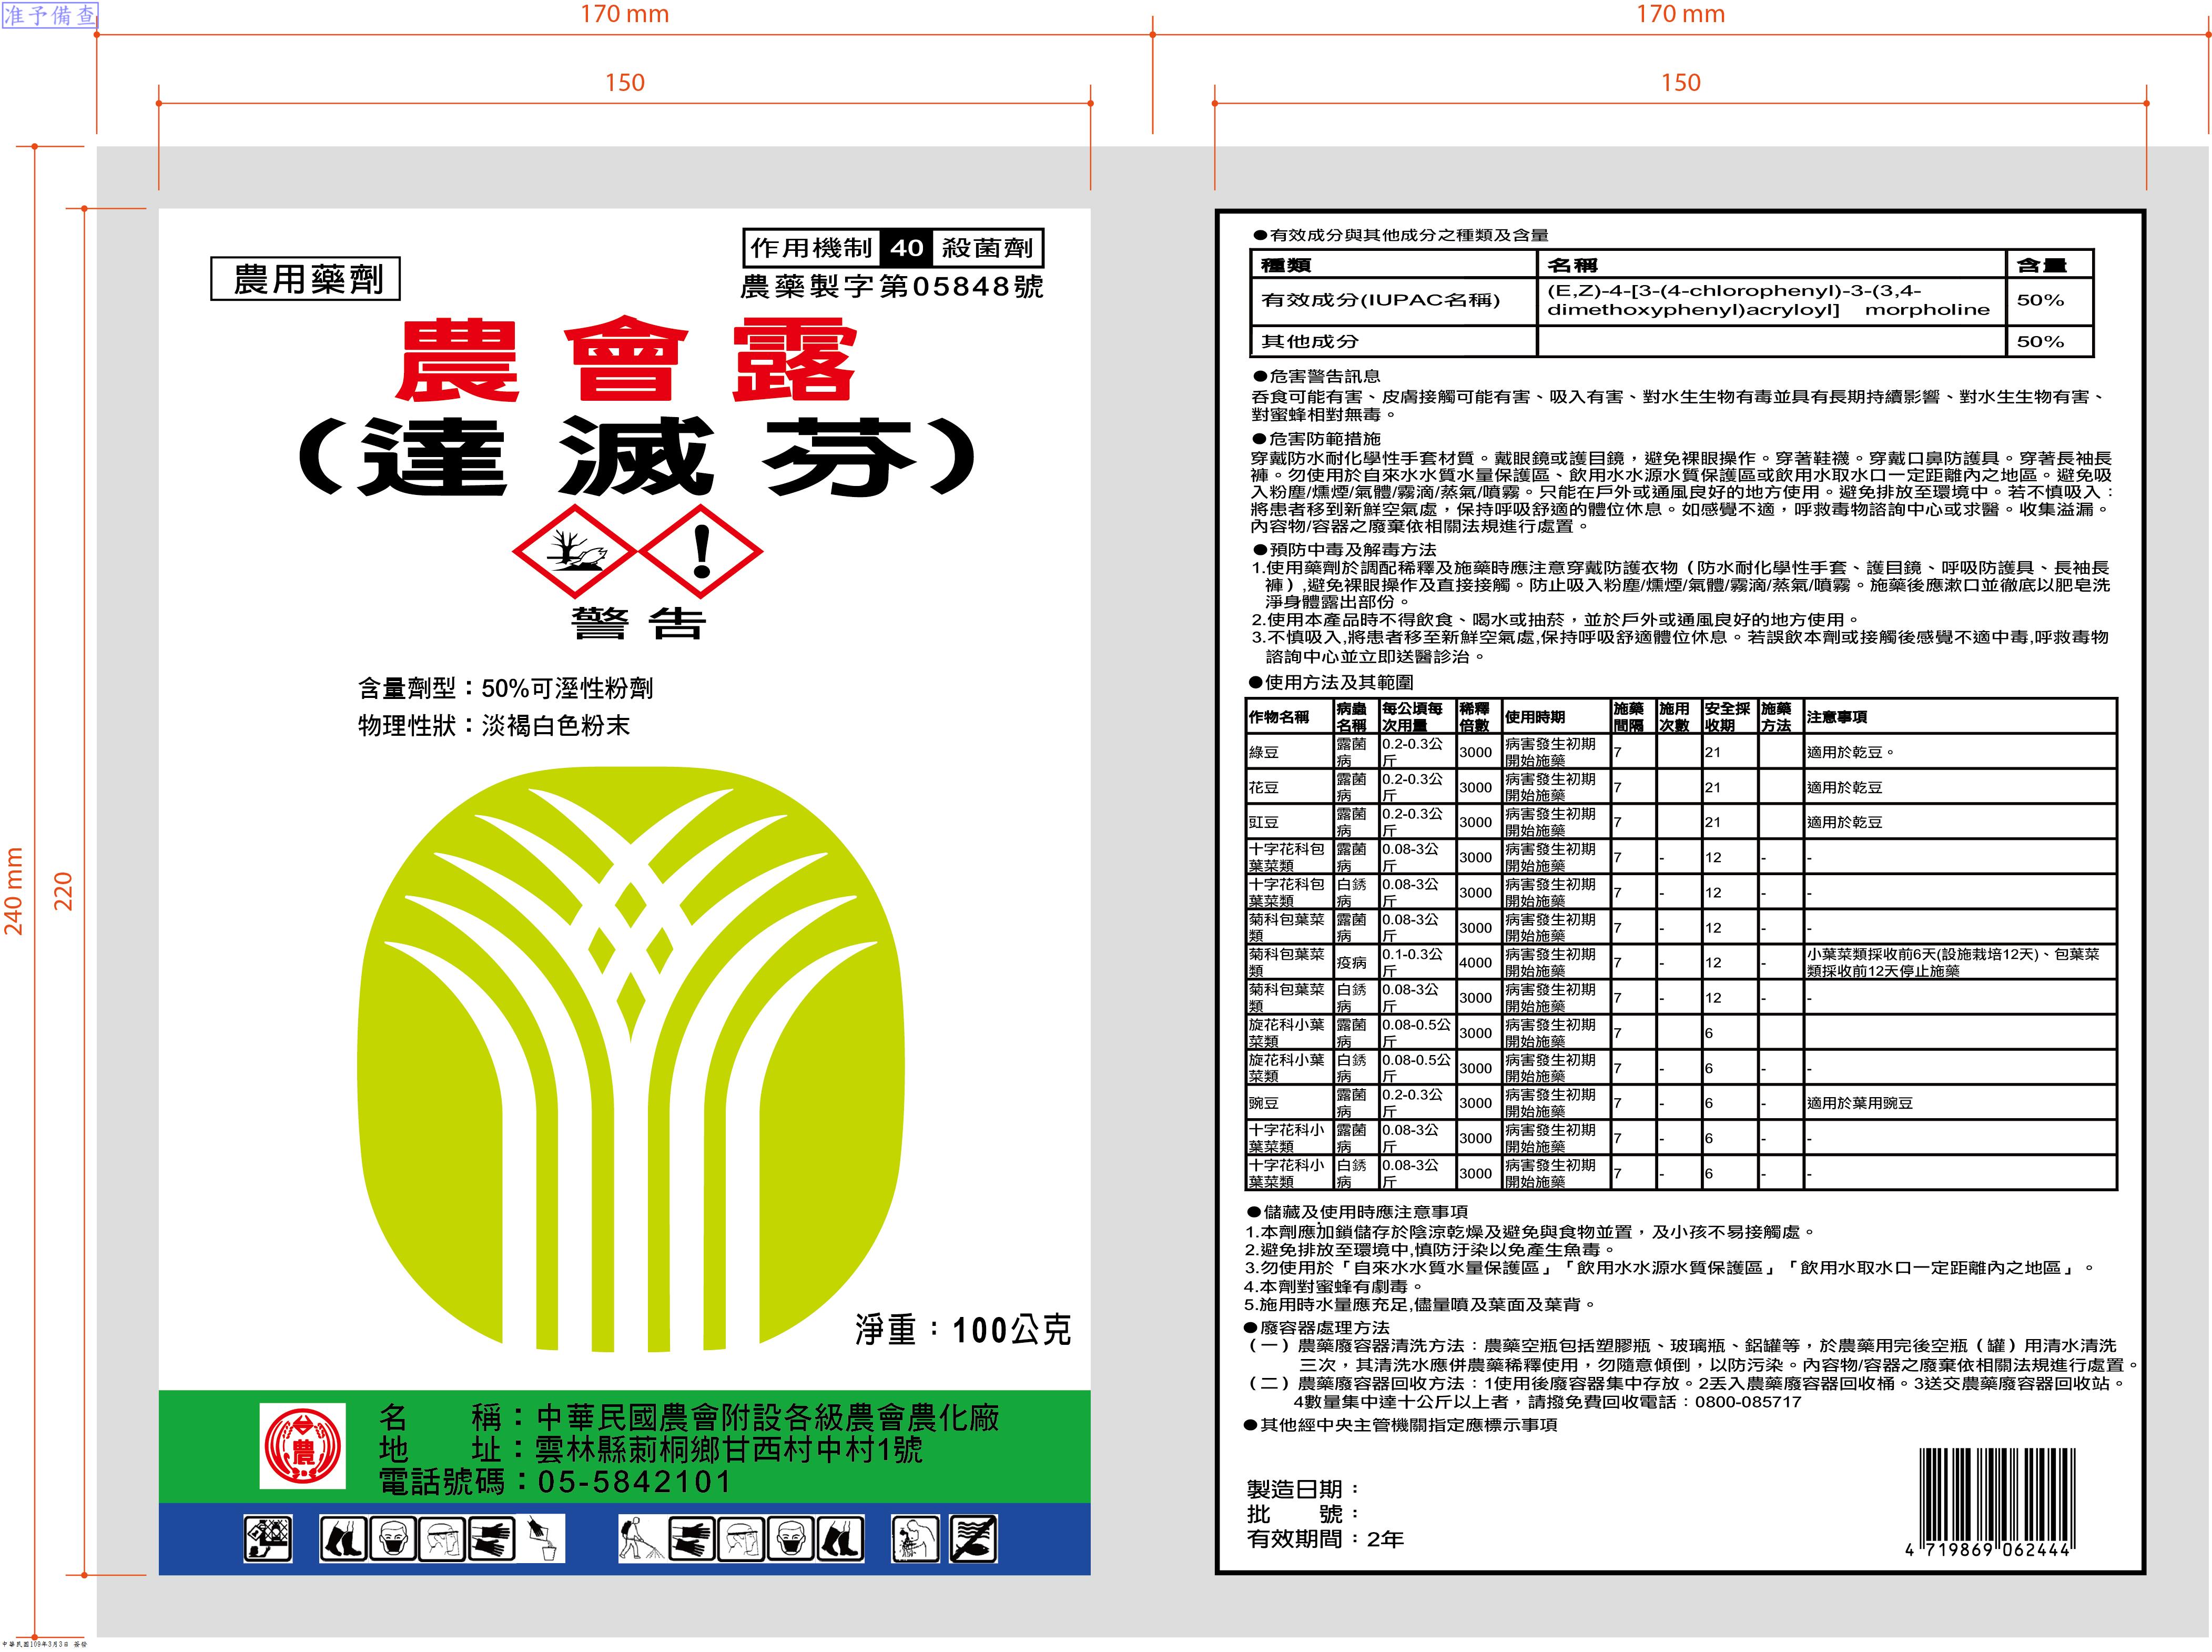 准予備查
170 mm
170 mm
150
150
240 mm
220
農用藥劑
作用機制 40 殺菌劑
農藥製字第05848號
農會露
（達滅芬）
警告
含量劑型：50%可溼性粉劑
物理性狀：淡褐白色粉末
淨重：100公克
農
名　　稱：中華民國農會附設各級農會農化廠
地　　址：雲林縣莿桐鄉甘西村中村1號
電話號碼：05-5842101
●有效成分與其他成分之種類及含量
種類 名稱 含量
有效成分(IUPAC名稱) (E,Z)-4-[3-(4-chlorophenyl)-3-(3,4- 50%
dimethoxyphenyl)acryloyl] morpholine
其他成分 50%
●危害警告訊息
吞食可能有害、皮膚接觸可能有害、吸入有害、對水生生物有毒並具有長期持續影響、對水生生物有害、
對蜜蜂相對無毒。
●危害防範措施
穿戴防水耐化學性手套材質。戴眼鏡或護目鏡，避免裸眼操作。穿著鞋襪。穿戴口鼻防護具。穿著長袖長
褲。勿使用於自來水水質水量保護區、飲用水水源水質保護區或飲用水取水口一定距離內之地區。避免吸
入粉塵/燻煙/氣體/霧滴/蒸氣/噴霧。只能在戶外或通風良好的地方使用。避免排放至環境中。若不慎吸入：
將患者移到新鮮空氣處，保持呼吸舒適的體位休息。如感覺不適，呼救毒物諮詢中心或求醫。收集溢漏。
內容物/容器之廢棄依相關法規進行處置。
●預防中毒及解毒方法
1.使用藥劑於調配稀釋及施藥時應注意穿戴防護衣物（防水耐化學性手套、護目鏡、呼吸防護具、長袖長
褲）,避免裸眼操作及直接接觸。防止吸入粉塵/燻煙/氣體/霧滴/蒸氣/噴霧。施藥後應漱口並徹底以肥皂洗
淨身體露出部份。
2.使用本產品時不得飲食、喝水或抽菸，並於戶外或通風良好的地方使用。
3.不慎吸入,將患者移至新鮮空氣處,保持呼吸舒適體位休息。若誤飲本劑或接觸後感覺不適中毒,呼救毒物
諮詢中心並立即送醫診治。
●使用方法及其範圍
作物名稱 病蟲名稱 每公頃每次用量 稀釋倍數 使用時期 施藥間隔 施用次數 安全採收期 施藥方法 注意事項
綠豆 露菌病 0.2-0.3公斤 3000 病害發生初期開始施藥 7 21 適用於乾豆。
花豆 露菌病 0.2-0.3公斤 3000 病害發生初期開始施藥 7 21 適用於乾豆
豇豆 露菌病 0.2-0.3公斤 3000 病害發生初期開始施藥 7 21 適用於乾豆
十字花科包葉菜類 露菌病 0.08-3公斤 3000 病害發生初期開始施藥 7 - 12 - -
十字花科包葉菜類 白銹病 0.08-3公斤 3000 病害發生初期開始施藥 7 - 12 - -
菊科包葉菜類 露菌病 0.08-3公斤 3000 病害發生初期開始施藥 7 - 12 - -
菊科包葉菜類 疫病 0.1-0.3公斤 4000 病害發生初期開始施藥 7 - 12 - 小葉菜類採收前6天(設施栽培12天)、包葉菜類採收前12天停止施藥
菊科包葉菜類 白銹病 0.08-3公斤 3000 病害發生初期開始施藥 7 - 12 - -
旋花科小葉菜類 露菌病 0.08-0.5公斤 3000 病害發生初期開始施藥 7 6
旋花科小葉菜類 白銹病 0.08-0.5公斤 3000 病害發生初期開始施藥 7 - 6 - -
豌豆 露菌病 0.2-0.3公斤 3000 病害發生初期開始施藥 7 - 6 - 適用於葉用豌豆
十字花科小葉菜類 露菌病 0.08-3公斤 3000 病害發生初期開始施藥 7 - 6 - -
十字花科小葉菜類 白銹病 0.08-3公斤 3000 病害發生初期開始施藥 7 - 6 - -
●儲藏及使用時應注意事項
1.本劑應加鎖儲存於陰涼乾燥及避免與食物並置，及小孩不易接觸處。
2.避免排放至環境中,慎防汙染以免產生魚毒。
3.勿使用於「自來水水質水量保護區」「飲用水水源水質保護區」「飲用水取水口一定距離內之地區」。
4.本劑對蜜蜂有劇毒。
5.施用時水量應充足,儘量噴及葉面及葉背。
●廢容器處理方法
（一）農藥廢容器清洗方法：農藥空瓶包括塑膠瓶、玻璃瓶、鋁罐等，於農藥用完後空瓶（罐）用清水清洗
三次，其清洗水應併農藥稀釋使用，勿隨意傾倒，以防污染。內容物/容器之廢棄依相關法規進行處置。
（二）農藥廢容器回收方法：1使用後廢容器集中存放。2丟入農藥廢容器回收桶。3送交農藥廢容器回收站。
4數量集中達十公斤以上者，請撥免費回收電話：0800-085717
●其他經中央主管機關指定應標示事項
製造日期：
批　　號：
有效期間：2年
4 719869 062444
中華民國109年3月3日 簽發